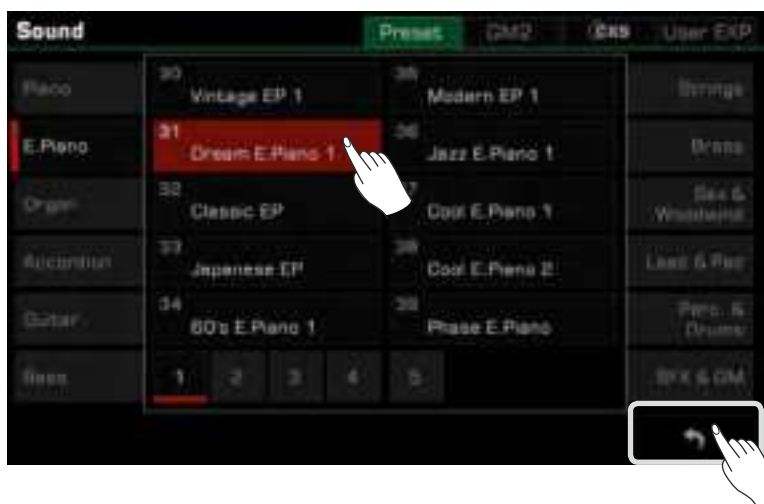 Sound
Preset
GM2
User EXP
Piano
E.Piano
Organ
Accordion
Guitar
Bass
30
Vintage EP 1
31
Dream E.Piano 1
32
Classic EP
33
Japanese EP
34
60's E.Piano 1
35
Modern EP 1
36
Jazz E.Piano 1
7
Cool E.Piano 1
38
Cool E.Piano 2
39
Phase E.Piano
1 2 3 4 5
Strings
Brass
Sax &
Woodwind
Lead & Pad
Perc. &
Drums
SFX & GM